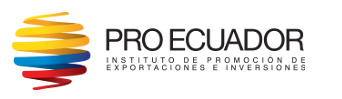 PRO ECUADOR
INSTITUTO DE PROMOCIÓN DE
EXPORTACIONES E INVERSIONES